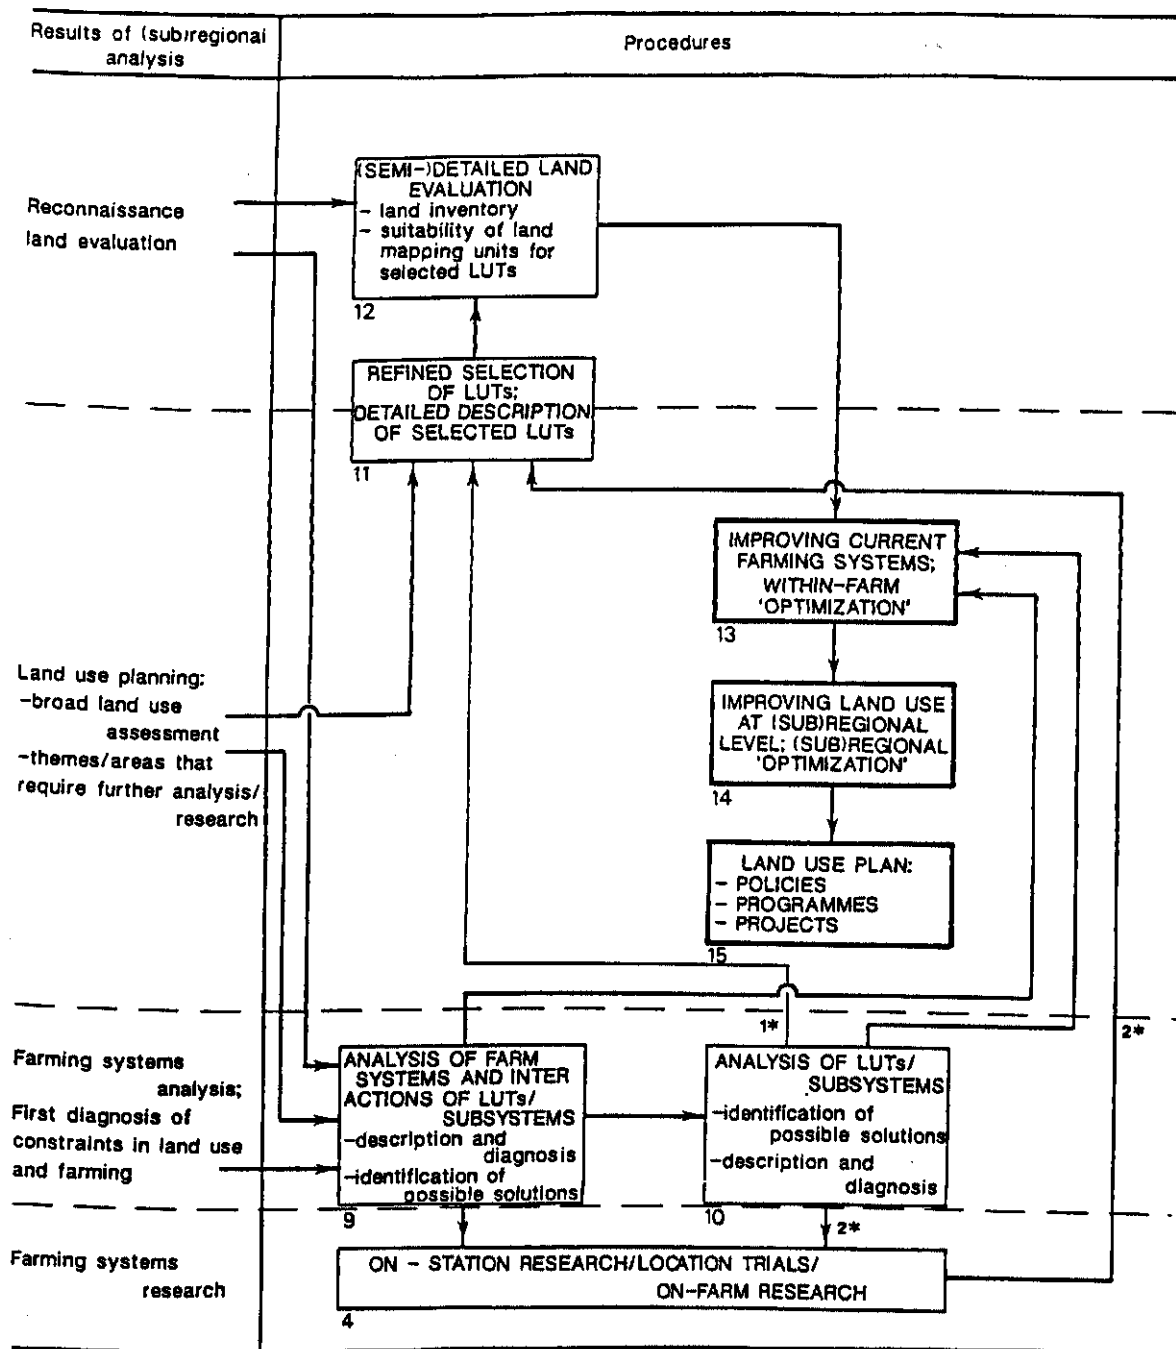 Results of (sub)regional
analysis
Procedures
Reconnaissance
land evaluation
(SEMI-)DETAILED LAND
EVALUATION
- land inventory
- suitability of land
mapping units for
selected LUTs
12
REFINED SELECTION
OF LUTs;
DETAILED DESCRIPTION
OF SELECTED LUTs
11
IMPROVING CURRENT
FARMING SYSTEMS;
WITHIN-FARM
'OPTIMIZATION'
13
Land use planning:
-broad land use
assessment
-themes/areas that
require further analysis/
research
IMPROVING LAND USE
AT (SUB)REGIONAL
LEVEL; (SUB)REGIONAL
'OPTIMIZATION'
14
LAND USE PLAN:
- POLICIES
- PROGRAMMES
- PROJECTS
15
1*
2*
Farming systems
analysis;
First diagnosis of
constraints in land use
and farming
ANALYSIS OF FARM
SYSTEMS AND INTER
ACTIONS OF LUTs/
SUBSYSTEMS
-description and
diagnosis
-identification of
possible solutions
9
ANALYSIS OF LUTs/
SUBSYSTEMS
-identification of
possible solutions
-description and
diagnosis
10
2*
Farming systems
research
ON - STATION RESEARCH/LOCATION TRIALS/
ON-FARM RESEARCH
4